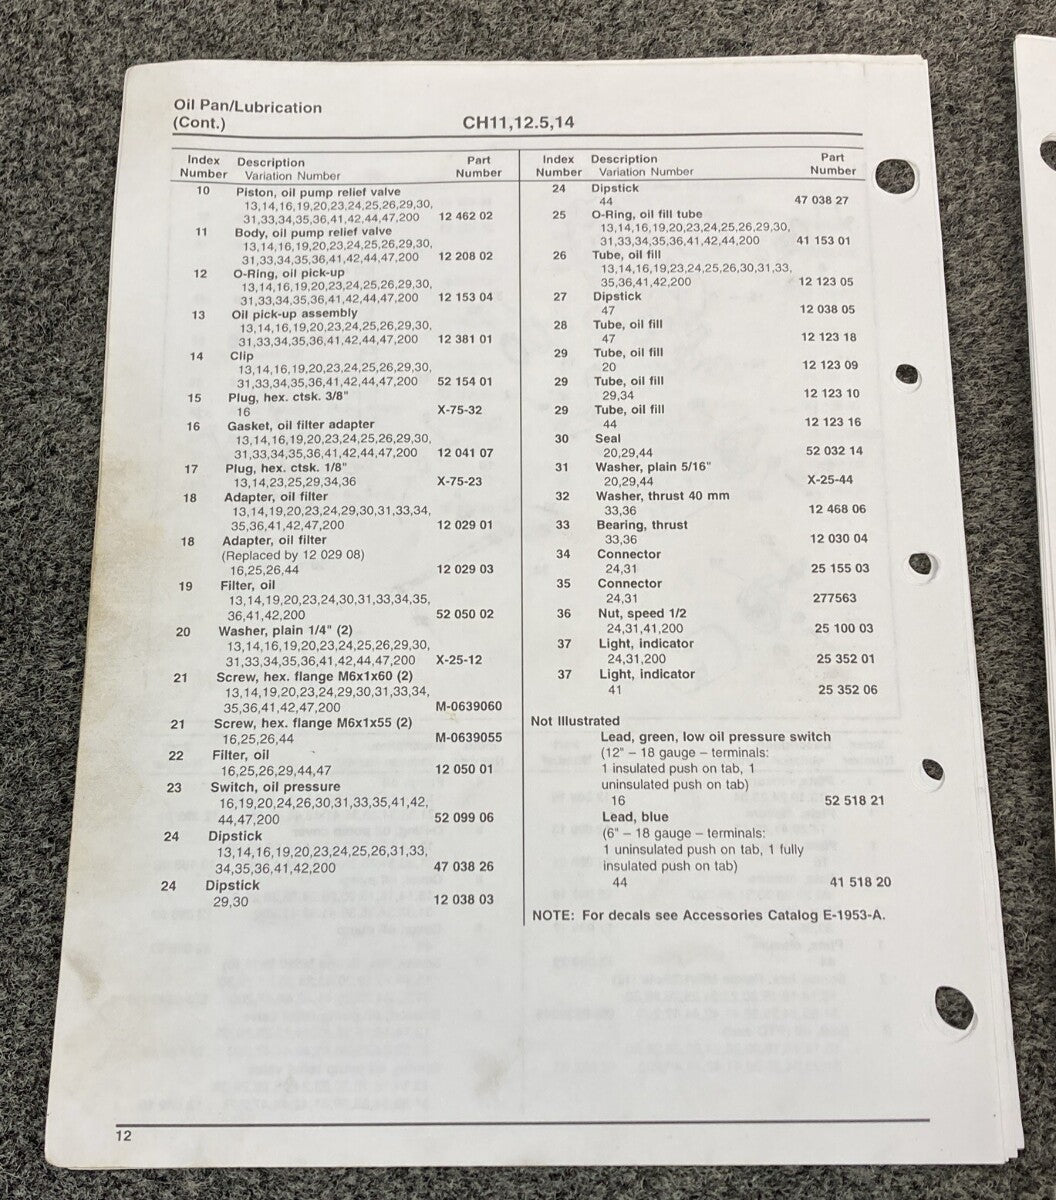 Oil Pan/Lubrication
(Cont.)
CH11,12.5,14
Index Description Part
Number Variation Number Number
10 Piston, oil pump relief valve
13,14,16,19,20,23,24,25,26,29,30,
31,33,34,35,36,41,42,44,47,200 12 462 02
11 Body, oil pump relief valve
13,14,16,19,20,23,24,25,26,29,30,
31,33,34,35,36,41,42,44,47,200 12 208 02
12 O-Ring, oil pick-up
13,14,16,19,20,23,24,25,26,29,30,
31,33,34,35,36,41,42,44,47,200 12 153 04
13 Oil pick-up assembly
13,14,16,19,20,23,24,25,26,29,30,
31,33,34,35,36,41,42,44,47,200 12 381 01
14 Clip
13,14,16,19,20,23,24,25,26,29,30,
31,33,34,35,36,41,42,44,47,200 52 154 01
15 Plug, hex. ctsk. 3/8"
16 X-75-32
16 Gasket, oil filter adapter
13,14,16,19,20,23,24,25,26,29,30,
31,33,34,35,36,41,42,44,47,200 12 041 07
17 Plug, hex. ctsk. 1/8"
13,14,23,25,29,34,36 X-75-23
18 Adapter, oil filter
13,14,19,20,23,24,29,30,31,33,34,
35,36,41,42,47,200 12 029 01
18 Adapter, oil filter
(Replaced by 12 029 08)
16,25,26,44 12 029 03
19 Filter, oil
13,14,19,20,23,24,30,31,33,34,35,
36,41,42,200 52 050 02
20 Washer, plain 1/4" (2)
13,14,16,19,20,23,24,25,26,29,30,
31,33,34,35,36,41,42,44,47,200 X-25-12
21 Screw, hex. flange M6x1x60 (2)
13,14,19,20,23,24,29,30,31,33,34,
35,36,41,42,47,200 M-0639060
21 Screw, hex. flange M6x1x55 (2)
16,25,26,44 M-0639055
22 Filter, oil
16,25,26,29,44,47 12 050 01
23 Switch, oil pressure
16,19,20,24,26,30,31,33,35,41,42,
44,47,200 52 099 06
24 Dipstick
13,14,16,19,20,23,24,25,26,31,33,
34,35,36,41,42,200 47 038 26
24 Dipstick
29,30 12 038 03
Index Description Part
Number Variation Number Number
24 Dipstick
44 47 038 27
25 O-Ring, oil fill tube
13,14,16,19,20,23,24,25,26,29,30,
31,33,34,35,36,41,42,44,200 41 153 01
26 Tube, oil fill
13,14,16,19,23,24,25,26,30,31,33,
35,36,41,42,200 12 123 05
27 Dipstick
47 12 038 05
28 Tube, oil fill
47 12 123 18
29 Tube, oil fill
20 12 123 09
29 Tube, oil fill
29,34 12 123 10
29 Tube, oil fill
44 12 123 16
30 Seal
20,29,44 52 032 14
31 Washer, plain 5/16"
20,29,44 X-25-44
32 Washer, thrust 40 mm
33,36 12 468 06
33 Bearing, thrust
33,36 12 030 04
34 Connector
24,31 25 155 03
35 Connector
24,31 277563
36 Nut, speed 1/2
24,31,41,200 25 100 03
37 Light, indicator
24,31,200 25 352 01
37 Light, indicator
41 25 352 06
Not Illustrated
Lead, green, low oil pressure switch
(12" – 18 gauge – terminals:
1 insulated push on tab, 1
uninsulated push on tab)
16 52 518 21
Lead, blue
(6" – 18 gauge – terminals:
1 uninsulated push on tab, 1 fully
insulated push on tab)
44 41 518 20
NOTE: For decals see Accessories Catalog E-1953-A.
12